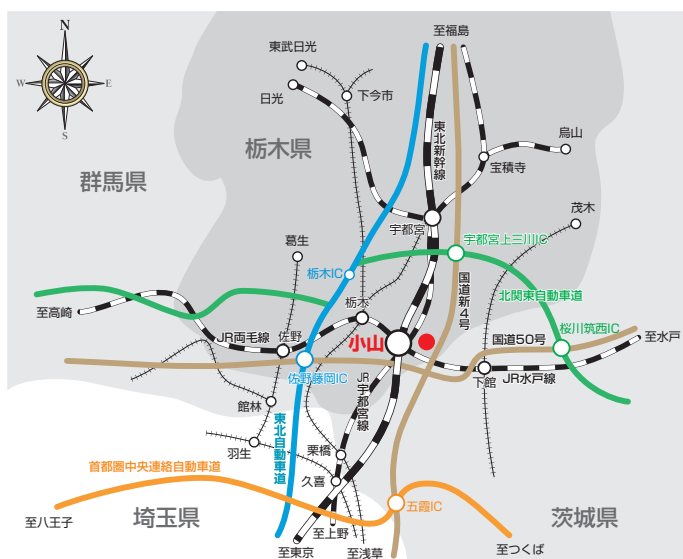 N
W
E
S
至福島
東武日光
日光
下今市
東北新幹線
烏山
宝積寺
栃木県
群馬県
茂木
宇都宮
宇都宮上三川IC
葛生
栃木IC
国道新4号
北関東自動車道
至高崎
栃木
JR両毛線
佐野
小山
国道50号
桜川筑西IC
至水戸
佐野藤岡IC
JR宇都宮線
下館
JR水戸線
館林
東北自動車道
羽生
栗橋
首都圏中央連絡自動車道
久喜
五霞IC
至八王子
埼玉県
至上野
茨城県
至東京
至浅草
至つくば